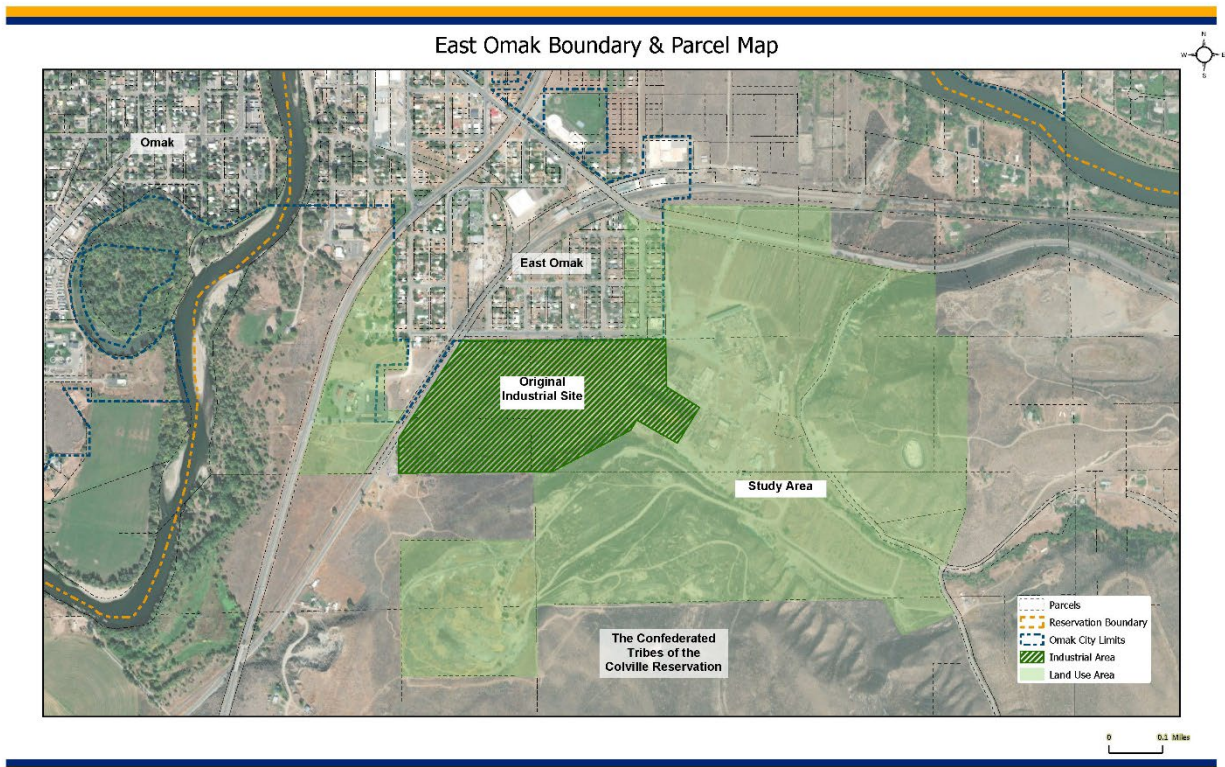 East Omak Boundary & Parcel Map
N
W
E
S
Omak
East Omak
Original
Industrial Site
Study Area
The Confederated
Tribes of the
Colville Reservation
Parcels
Reservation Boundary
Omak City Limits
Industrial Area
Land Use Area
0
0.1 Miles